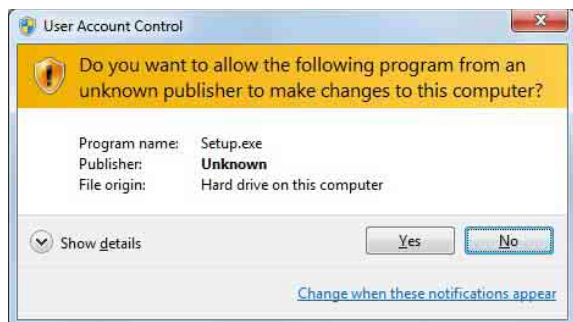 User Account Control
Do you want to allow the following program from an
unknown publisher to make changes to this computer?
Program name: Setup.exe
Publisher: Unknown
File origin: Hard drive on this computer
Show details
Yes
No
Change when these notifications appear